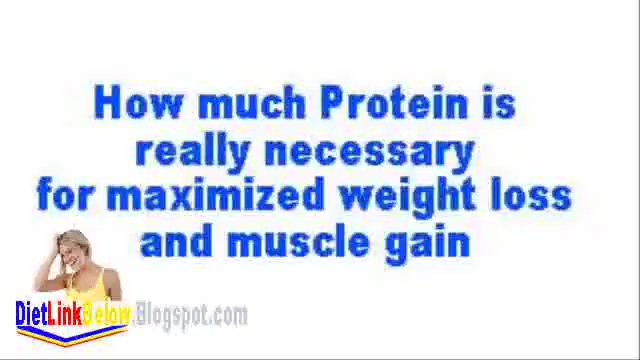 How much Protein is
really necessary
for maximized weight loss
and muscle gain
DietLinkBelow.Blogspot.com